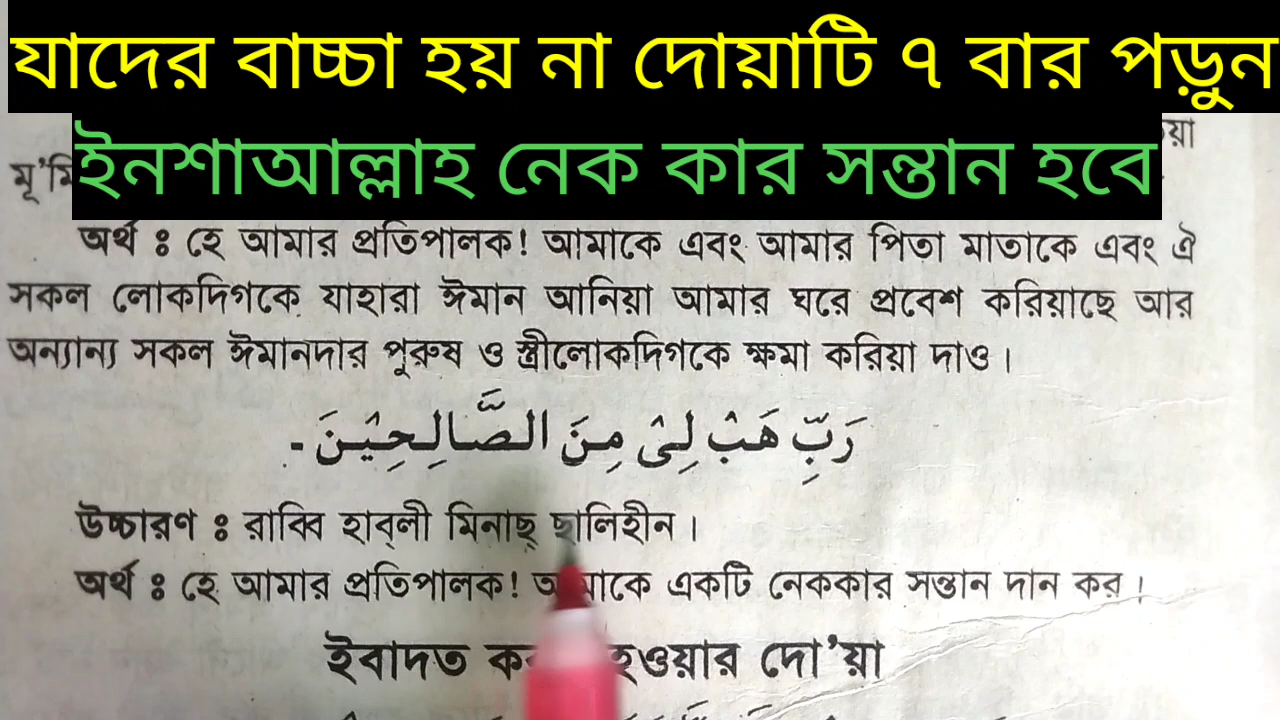 যাদের বাচ্চা হয় না দোয়াটি ৭ বার পড়ুন
ইনশাআল্লাহ নেক কার সন্তান হবে
অর্থ ঃ হে আমার প্রতিপালক! আমাকে এবং আমার পিতা মাতাকে এবং ঐ
সকল লোকদিগকে যাহারা ঈমান আনিয়া আমার ঘরে প্রবেশ করিয়াছে আর
অন্যান্য সকল ঈমানদার পুরুষ ও স্ত্রীলোকদিগকে ক্ষমা করিয়া দাও।
رَبِّ هَبْ لِىْ مِنَ الصَّالِحِيْنَ ـ
উচ্চারণ ঃ রাব্বি হাব্‌লী মিনাছ্ ছালিহীন।
অর্থ ঃ হে আমার প্রতিপালক! আমাকে একটি নেককার সন্তান দান কর।
ইবাদত হওয়ার দো'য়া